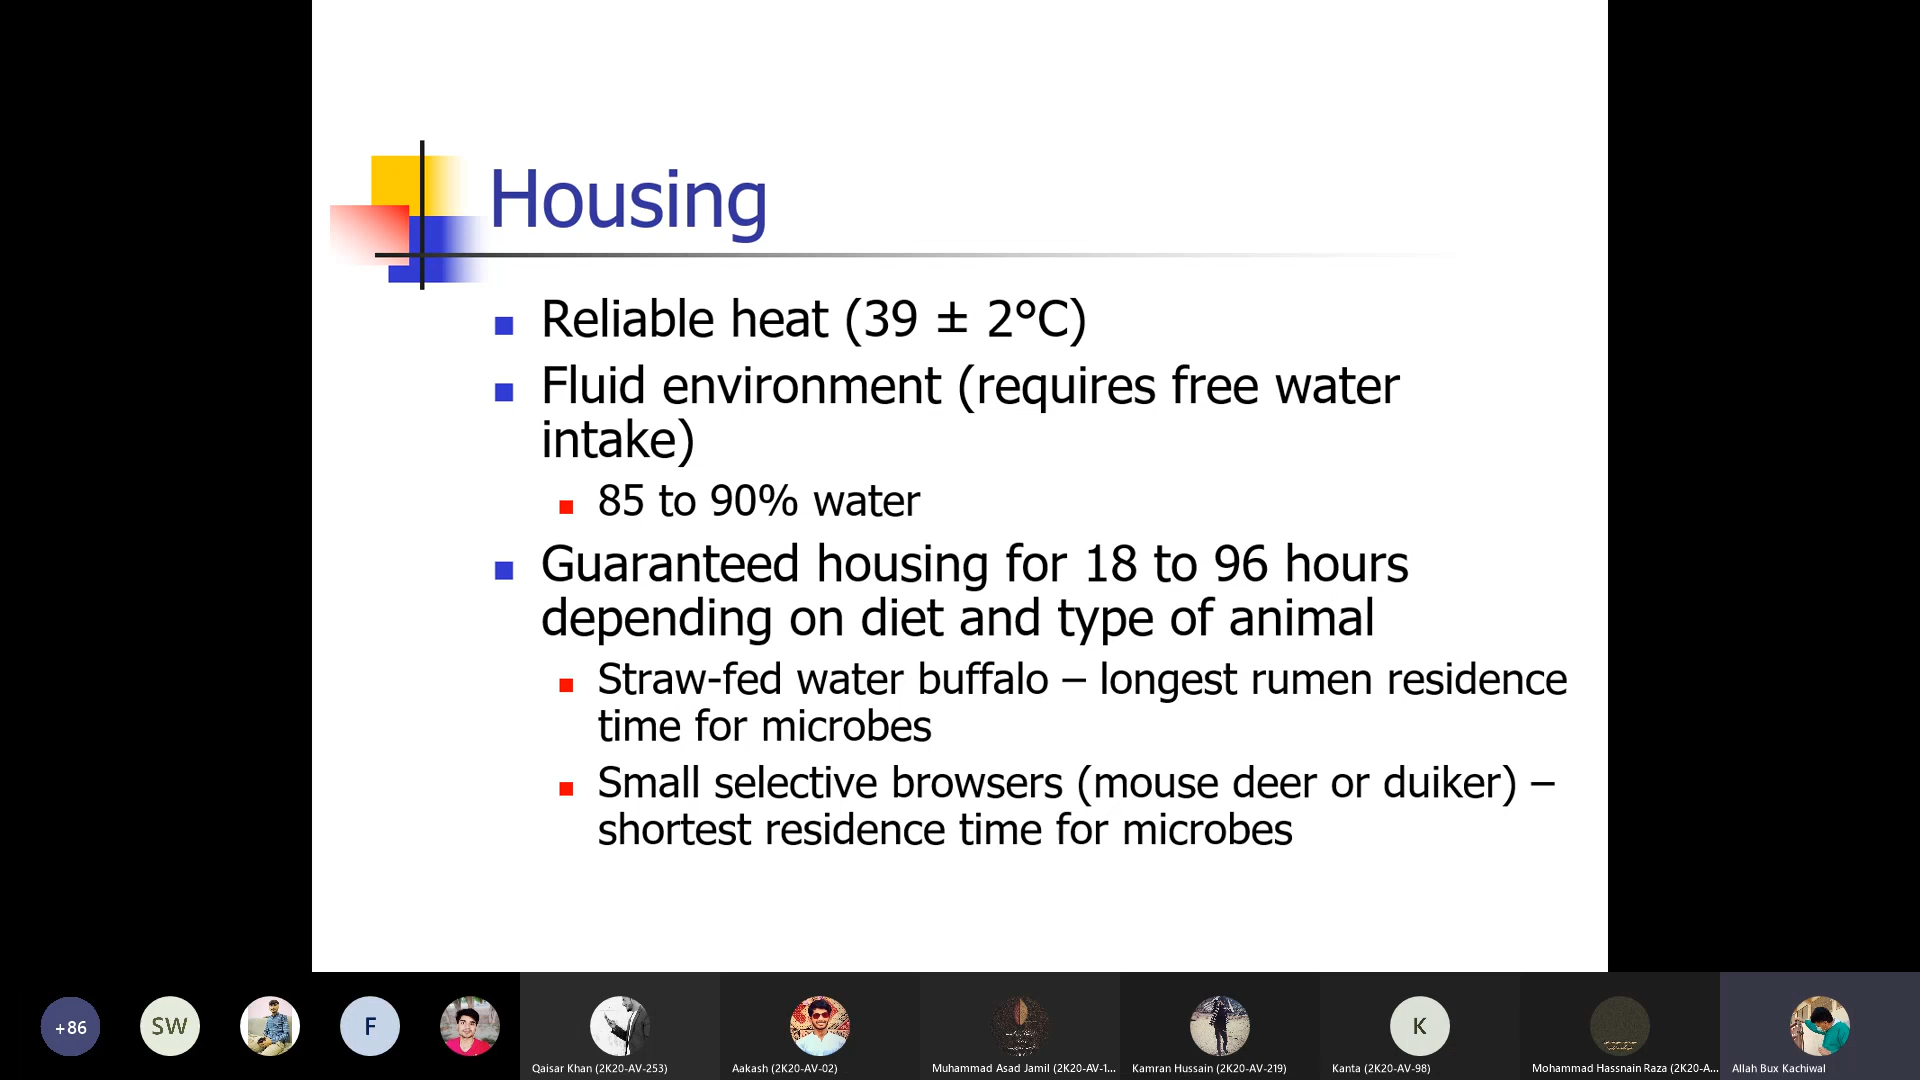 Housing
Reliable heat (39 ± 2°C)
Fluid environment (requires free water
intake)
85 to 90% water
Guaranteed housing for 18 to 96 hours
depending on diet and type of animal
Straw-fed water buffalo – longest rumen residence
time for microbes
Small selective browsers (mouse deer or duiker) –
shortest residence time for microbes
+86
SW
F
K
Qaisar Khan (2K20-AV-253)
Aakash (2K20-AV-02)
Muhammad Asad Jamil (2K20-AV-1...
Kamran Hussain (2K20-AV-219)
Kanta (2K20-AV-98)
Mohammad Hassnain Raza (2K20-A...
Allah Bux Kachiwal